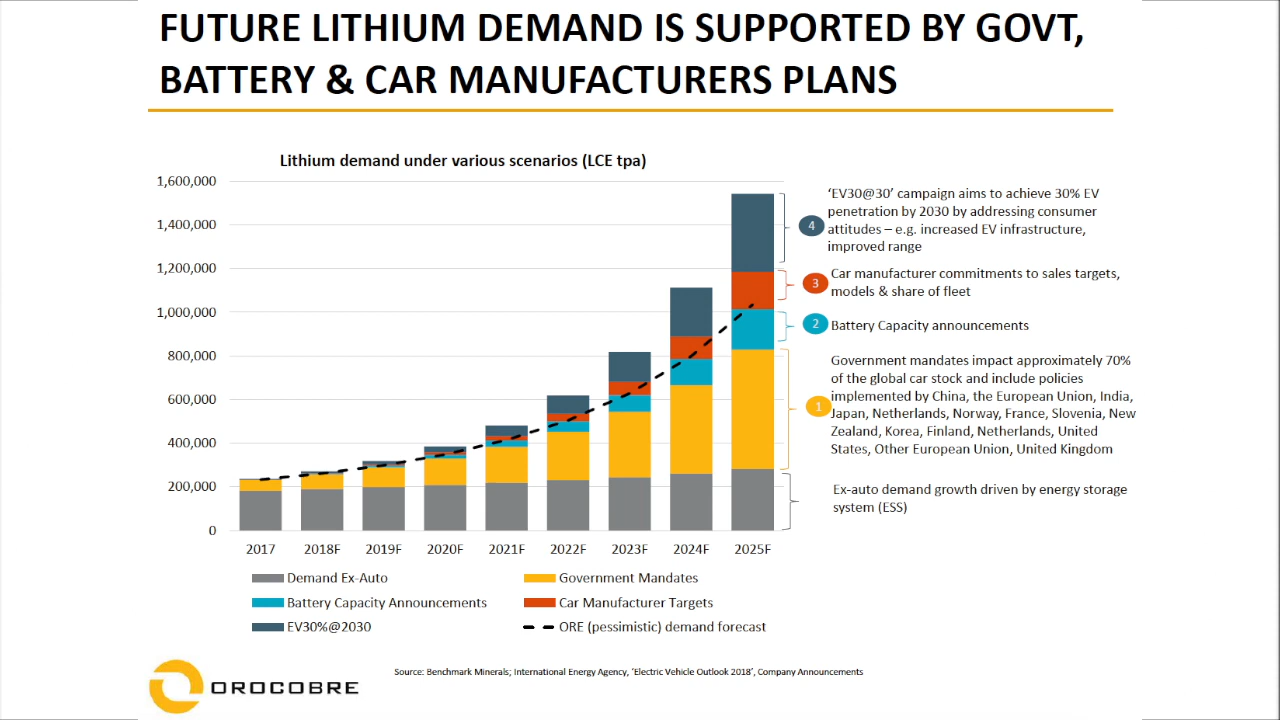 FUTURE LITHIUM DEMAND IS SUPPORTED BY GOVT,
BATTERY & CAR MANUFACTURERS PLANS
Lithium demand under various scenarios (LCE tpa)
1,600,000
1,400,000
1,200,000
1,000,000
800,000
600,000
400,000
200,000
0
2017 2018F 2019F 2020F 2021F 2022F 2023F 2024F 2025F
4
‘EV30@30’ campaign aims to achieve 30% EV
penetration by 2030 by addressing consumer
attitudes – e.g. increased EV infrastructure,
improved range
3
Car manufacturer commitments to sales targets,
models & share of fleet
2
Battery Capacity announcements
1
Government mandates impact approximately 70%
of the global car stock and include policies
implemented by China, the European Union, India,
Japan, Netherlands, Norway, France, Slovenia, New
Zealand, Korea, Finland, Netherlands, United
States, Other European Union, United Kingdom
Ex-auto demand growth driven by energy storage
system (ESS)
Demand Ex-Auto
Government Mandates
Battery Capacity Announcements
Car Manufacturer Targets
EV30%@2030
ORE (pessimistic) demand forecast
Source: Benchmark Minerals; International Energy Agency, ‘Electric Vehicle Outlook 2018’, Company Announcements
OROCOBRE